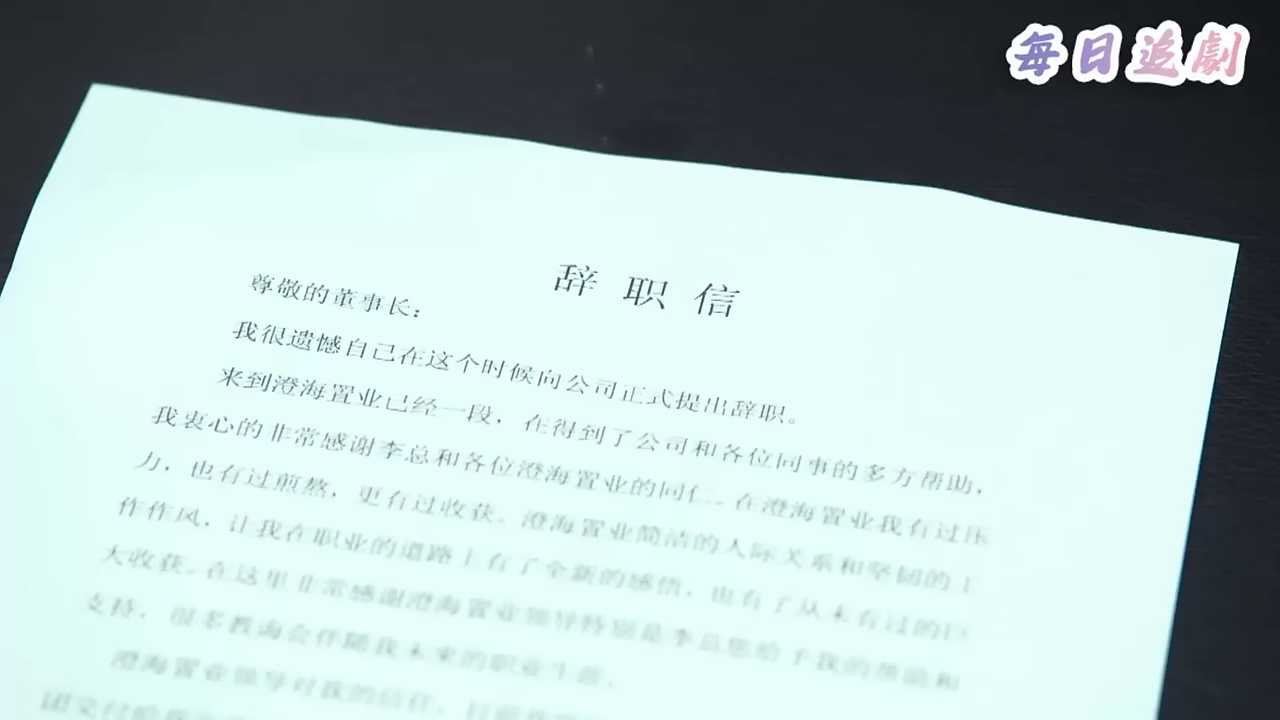 每日追劇
辞职信
尊敬的董事长：
我很遗憾自己在这个时候向公司正式提出辞职。
来到澄海置业已经一段，在得到了公司和各位同事的多方帮助，
我衷心的非常感谢李总和各位澄海置业的同仁。在澄海置业我有过压
力，也有过煎熬，更有过收获。澄海置业简洁的人际关系和坚韧的工
作作风，让我在职业的道路上有了全新的感悟，也有了从未有过的巨
大收获。在这里非常感谢澄海置业领导特别是李总您给予我的帮助和
支持，很多教诲会伴随我未来的职业生涯。
澄海置业领导对我的信任，
团交付给我